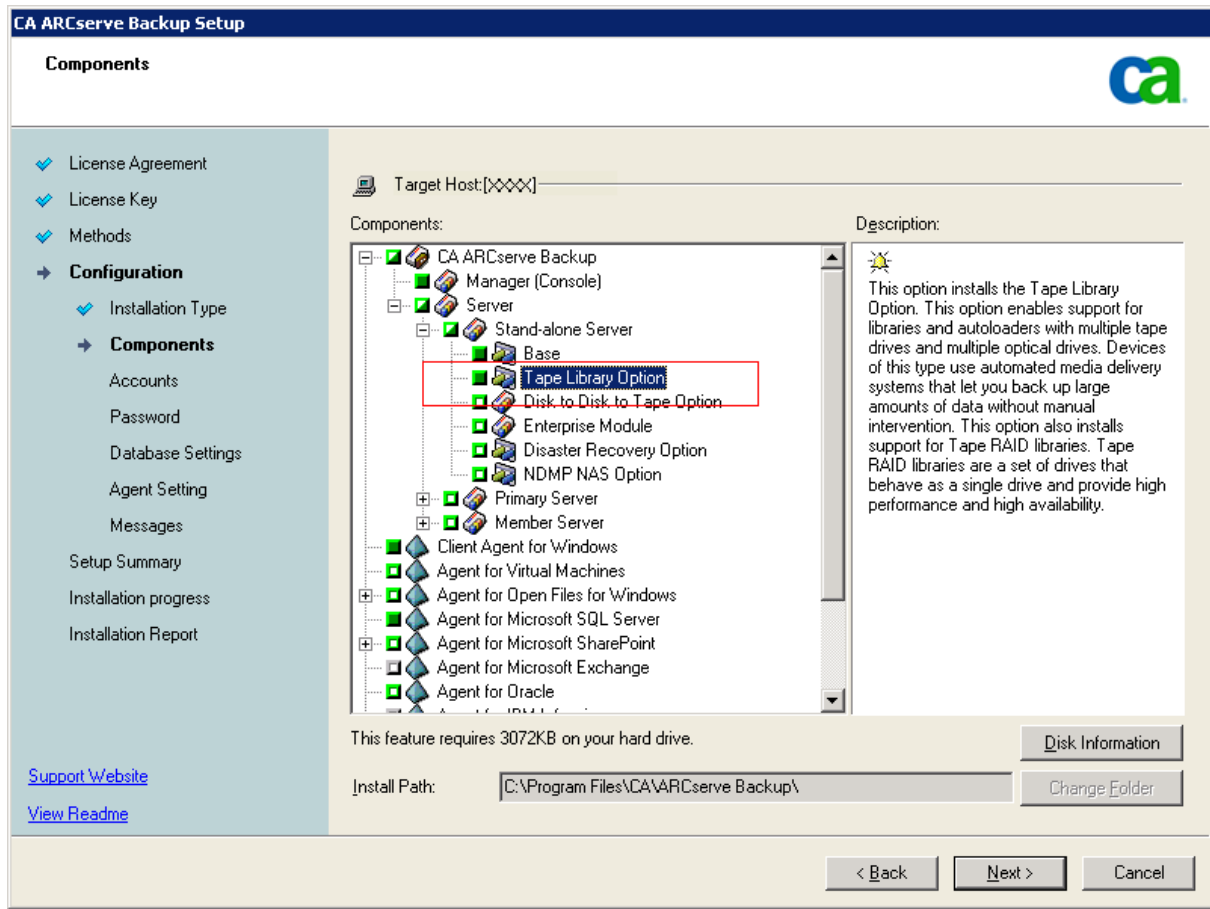 CA ARCserve Backup Setup
Components
ca
License Agreement
License Key
Methods
Configuration
Installation Type
Components
Accounts
Password
Database Settings
Agent Setting
Messages
Setup Summary
Installation progress
Installation Report
Support Website
View Readme
Target Host:[XXXX]
Components:
CA ARCserve Backup
Manager (Console)
Server
Stand-alone Server
Base
Tape Library Option
Disk to Disk to Tape Option
Enterprise Module
Disaster Recovery Option
NDMP NAS Option
Primary Server
Member Server
Client Agent for Windows
Agent for Virtual Machines
Agent for Open Files for Windows
Agent for Microsoft SQL Server
Agent for Microsoft SharePoint
Agent for Microsoft Exchange
Agent for Oracle
Description:
This option installs the Tape Library
Option. This option enables support for
libraries and autoloaders with multiple tape
drives and multiple optical drives. Devices
of this type use automated media delivery
systems that let you back up large
amounts of data without manual
intervention. This option also installs
support for Tape RAID libraries. Tape
RAID libraries are a set of drives that
behave as a single drive and provide high
performance and high availability.
This feature requires 3072KB on your hard drive.
Disk Information
Install Path:
C:\Program Files\CA\ARCserve Backup\
Change Folder
< Back
Next >
Cancel